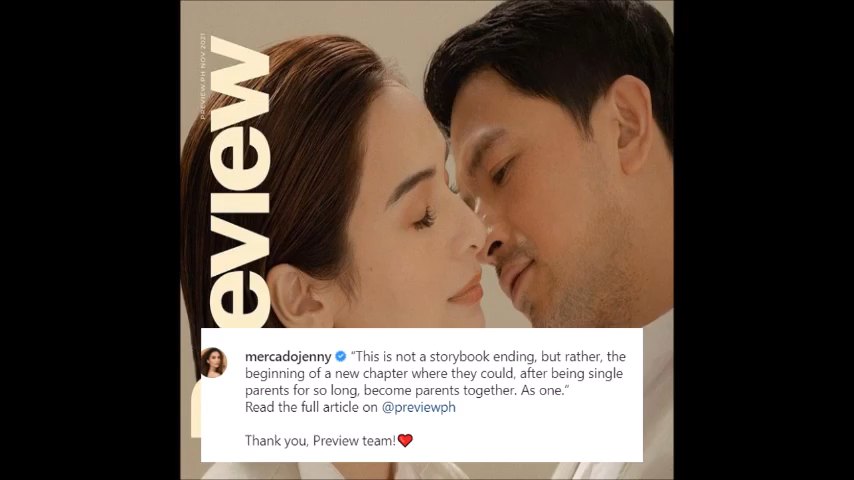 PREVIEW.PH NOV 2021
Preview
mercadojenny “This is not a storybook ending, but rather, the
beginning of a new chapter where they could, after being single
parents for so long, become parents together. As one.”
Read the full article on @previewph
Thank you, Preview team!❤️